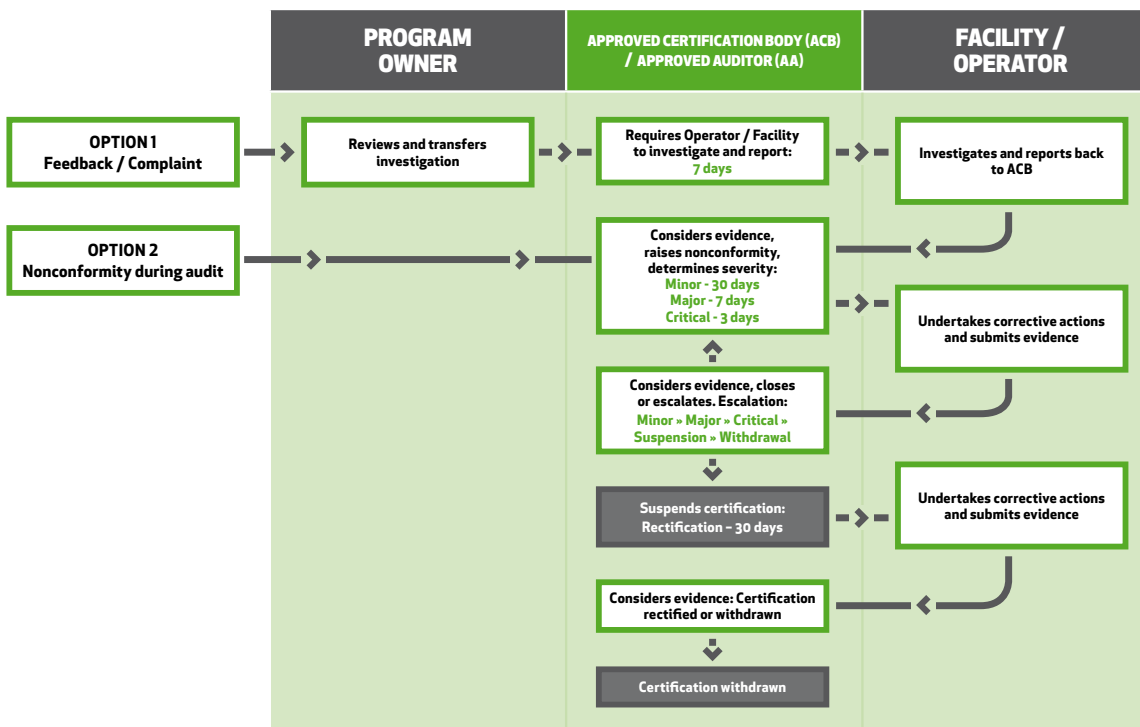 PROGRAM
OWNER
APPROVED CERTIFICATION BODY (ACB)
/ APPROVED AUDITOR (AA)
FACILITY /
OPERATOR
OPTION 1
Feedback / Complaint
Reviews and transfers
investigation
Requires Operator / Facility
to investigate and report:
7 days
Investigates and reports back
to ACB
OPTION 2
Nonconformity during audit
Considers evidence,
raises nonconformity,
determines severity:
Minor - 30 days
Major - 7 days
Critical - 3 days
Undertakes corrective actions
and submits evidence
Considers evidence, closes
or escalates. Escalation:
Minor » Major » Critical »
Suspension » Withdrawal
Suspends certification:
Rectification – 30 days
Undertakes corrective actions
and submits evidence
Considers evidence: Certification
rectified or withdrawn
Certification withdrawn